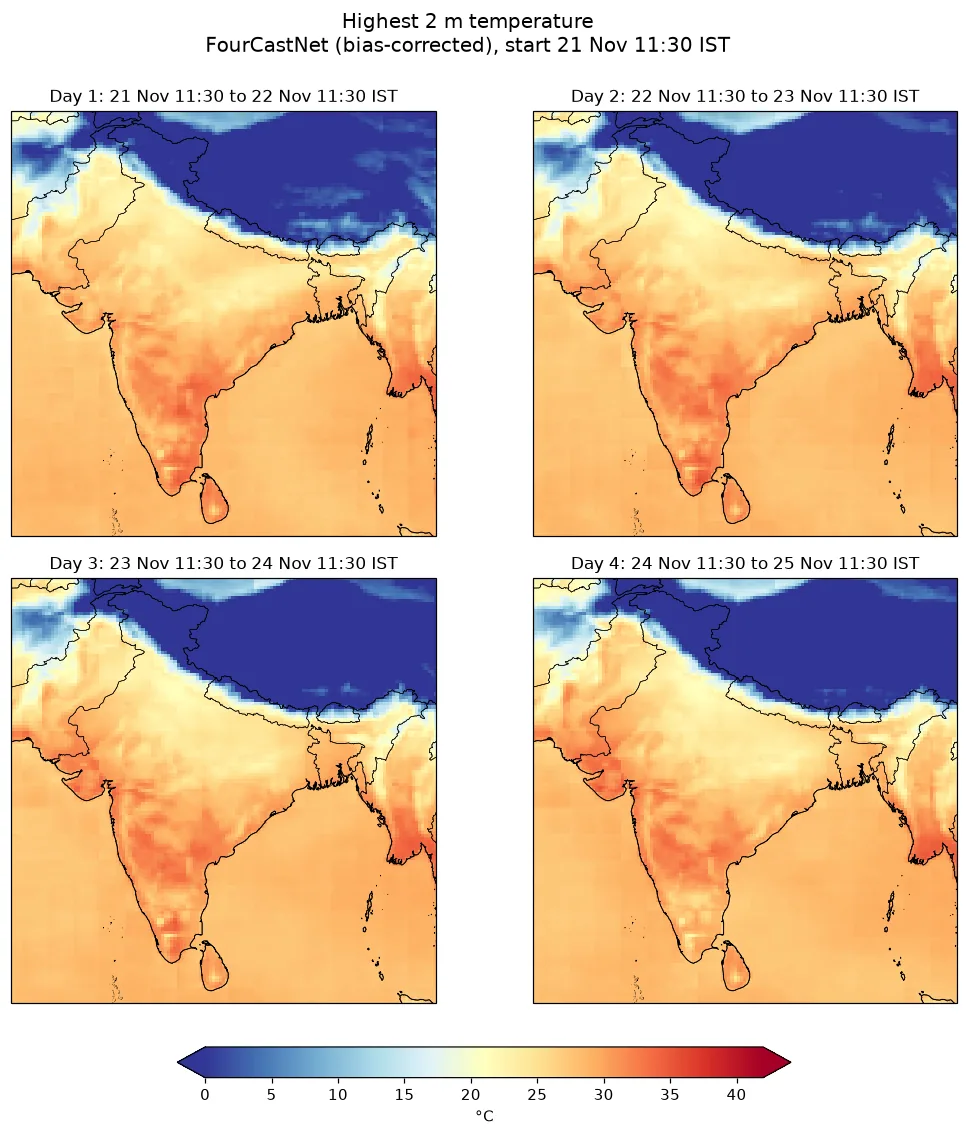 Highest 2 m temperature
FourCastNet (bias-corrected), start 21 Nov 11:30 IST
Day 1: 21 Nov 11:30 to 22 Nov 11:30 IST
Day 2: 22 Nov 11:30 to 23 Nov 11:30 IST
Day 3: 23 Nov 11:30 to 24 Nov 11:30 IST
Day 4: 24 Nov 11:30 to 25 Nov 11:30 IST
0 5 10 15 20 25 30 35 40
°C